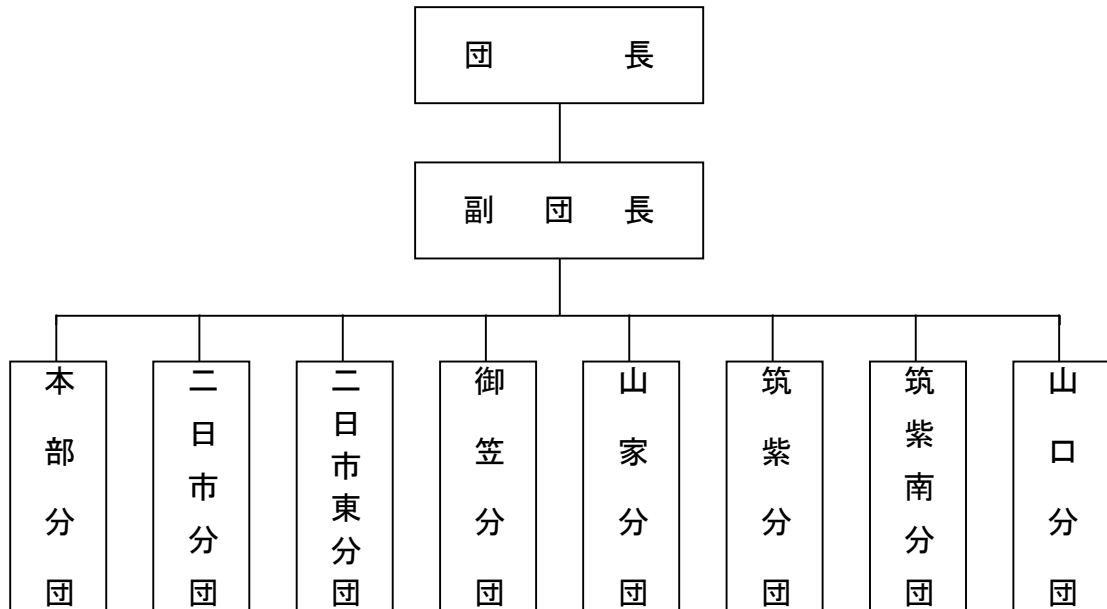 団長
副団長
本部分団
二日市分団
二日市東分団
御笠分団
山家分団
筑紫分団
筑紫南分団
山口分団